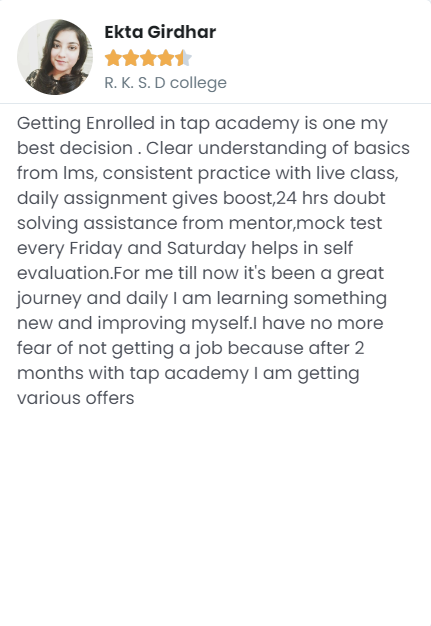 Ekta Girdhar
R. K. S. D college
Getting Enrolled in tap academy is one my
best decision . Clear understanding of basics
from lms, consistent practice with live class,
daily assignment gives boost,24 hrs doubt
solving assistance from mentor,mock test
every Friday and Saturday helps in self
evaluation.For me till now it's been a great
journey and daily I am learning something
new and improving myself.I have no more
fear of not getting a job because after 2
months with tap academy I am getting
various offers